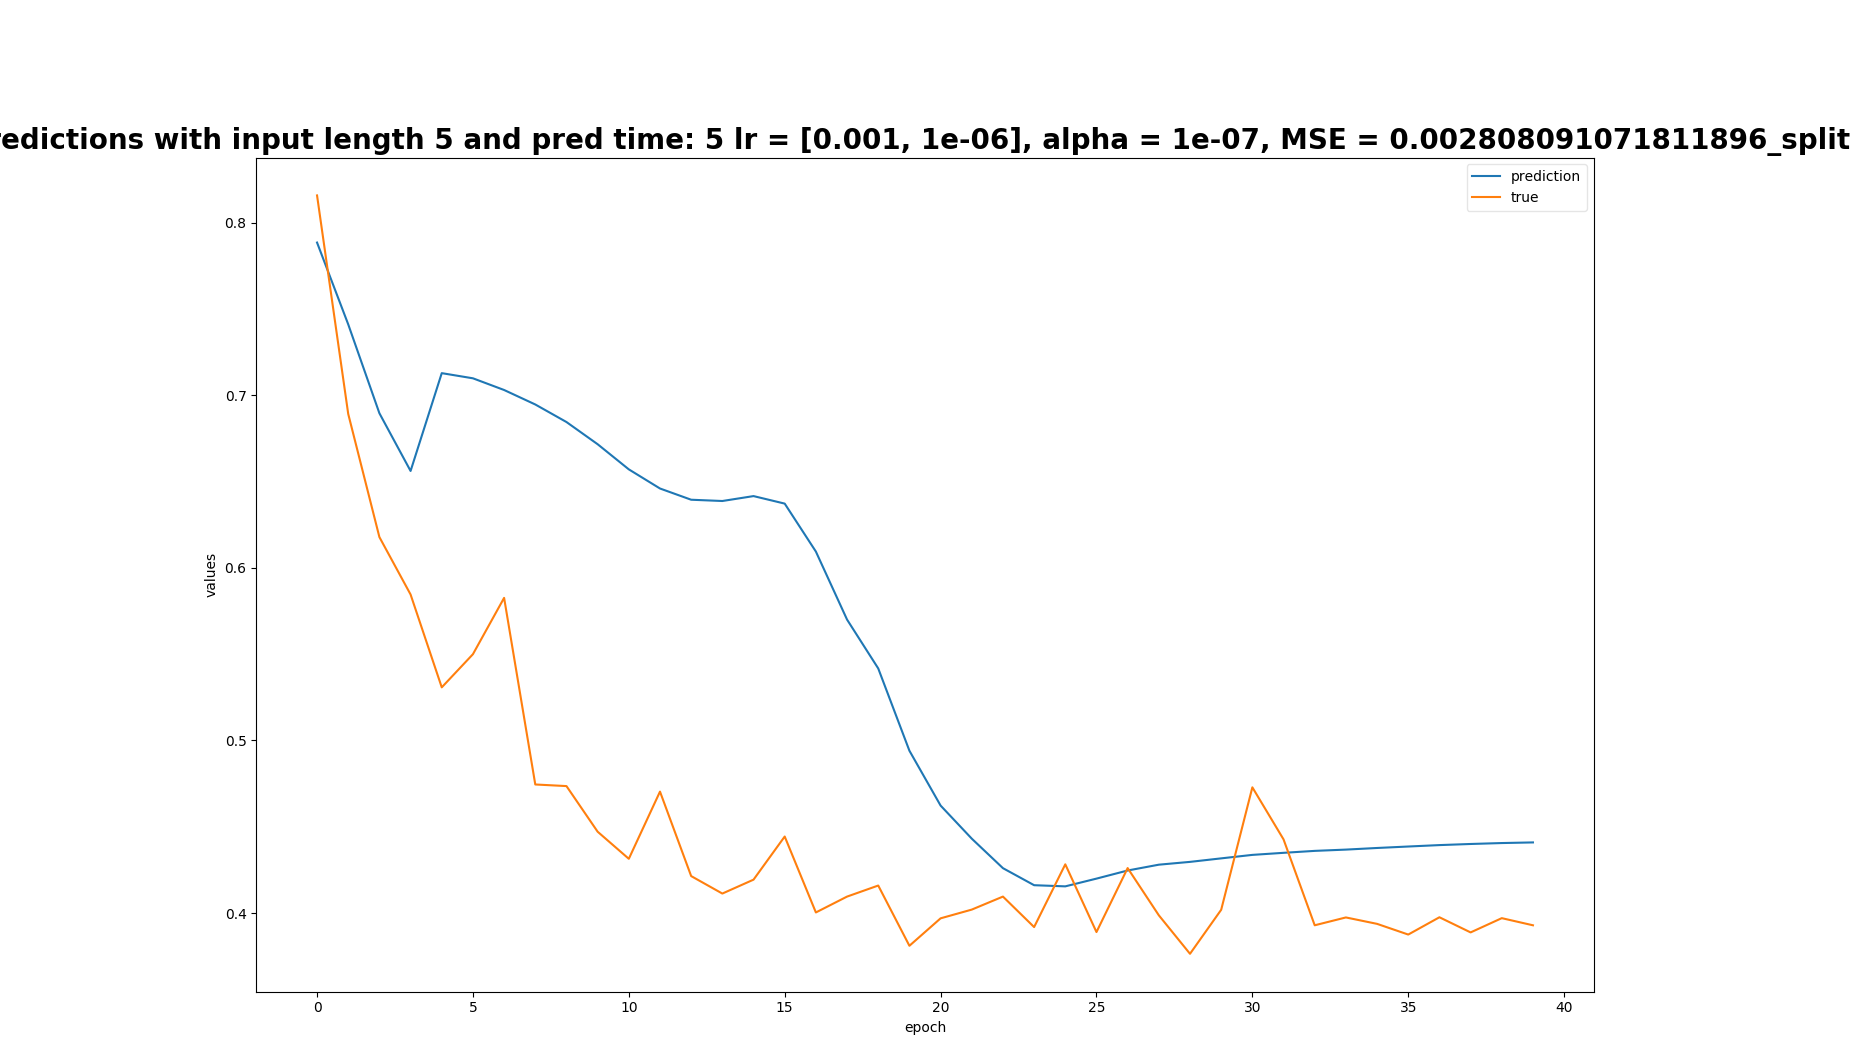 redictions with input length 5 and pred time: 5 lr = [0.001, 1e-06], alpha = 1e-07, MSE = 0.002808091071811896_split
prediction
true
0.8
0.7
0.6
0.5
0.4
values
0 5 10 15 20 25 30 35 40
epoch